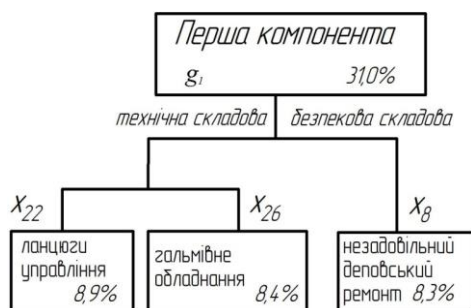 Перша компонента
g₁ 31,0%
технічна складова безпекова складова
X₂₂ X₂₆ X₈
ланцюги
управління
8,9%
гальмівне
обладнання
8,4%
незадовільний
деповський
ремонт 8,3%